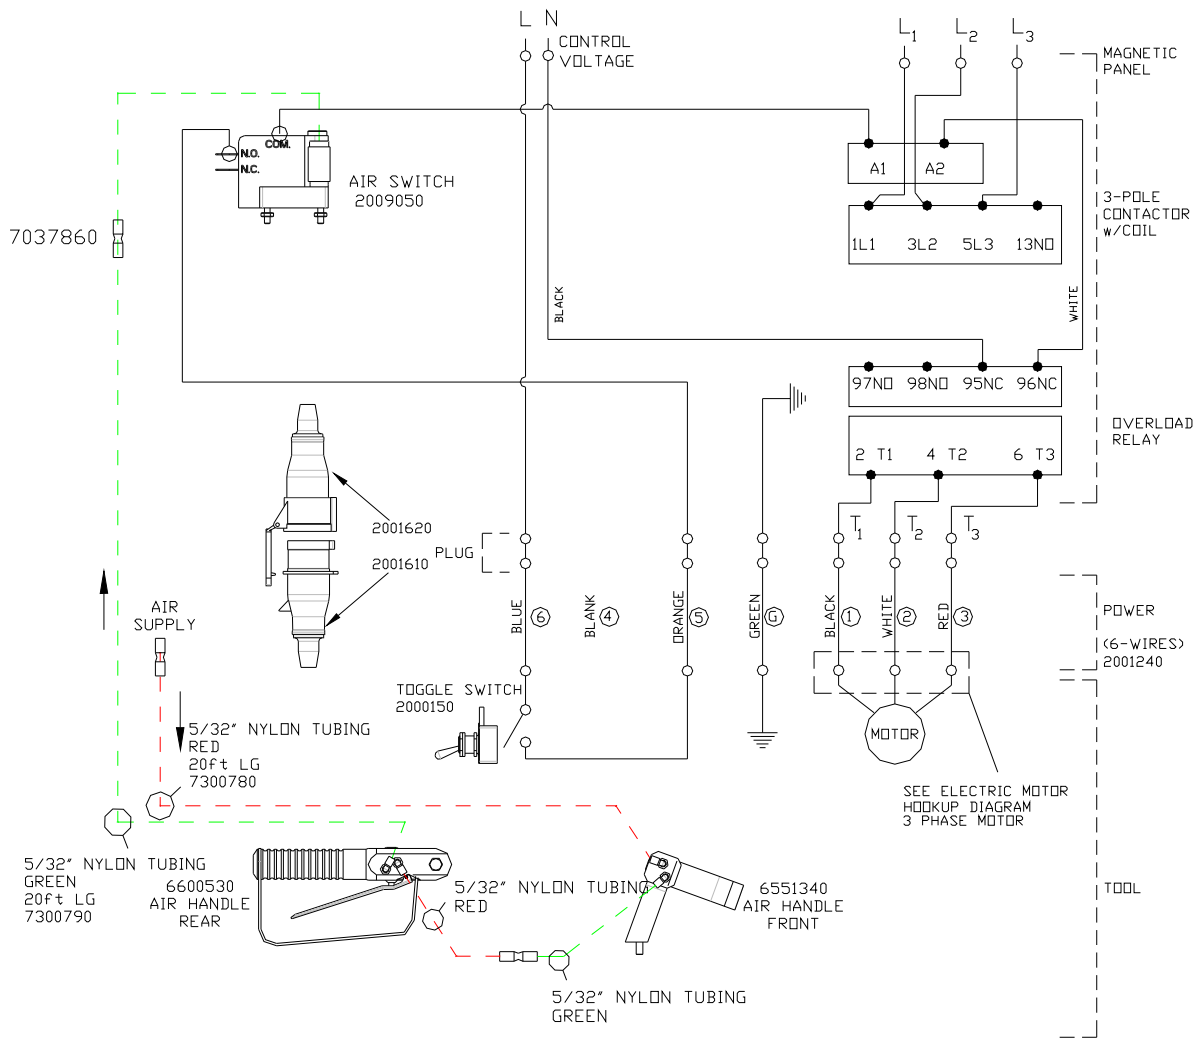 L N
CONTROL
VOLTAGE
L1
L2
L3
MAGNETIC
PANEL
COM.
N.O.
N.C.
AIR SWITCH
2009050
A1
A2
3-POLE
CONTACTOR
W/COIL
7037860
1L1
3L2
5L3
13NO
BLACK
WHITE
97NO
98NO
95NC
96NC
OVERLOAD
RELAY
2 T1
4 T2
6 T3
2001620
2001610
PLUG
T1
T2
T3
AIR
SUPPLY
BLUE
6
BLANK
4
ORANGE
5
GREEN
G
BLACK
1
WHITE
2
RED
3
POWER
(6-WIRES)
2001240
TOGGLE SWITCH
2000150
MOTOR
5/32" NYLON TUBING
RED
20ft LG
7300780
SEE ELECTRIC MOTOR
HOOKUP DIAGRAM
3 PHASE MOTOR
5/32" NYLON TUBING
GREEN
20ft LG
7300790
6600530
AIR HANDLE
REAR
5/32" NYLON TUBING
RED
6551340
AIR HANDLE
FRONT
TOOL
5/32" NYLON TUBING
GREEN